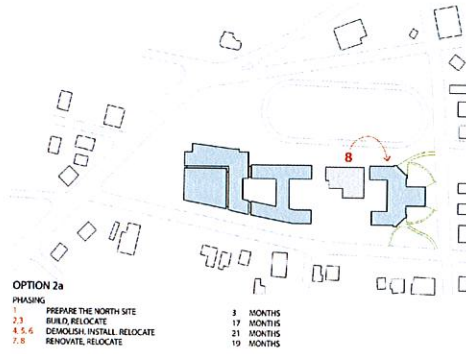 8
OPTION 2a
PHASING
1 PREPARE THE NORTH SITE 3 MONTHS
2,3 BUILD, RELOCATE 17 MONTHS
4, 5, 6 DEMOLISH, INSTALL, RELOCATE 21 MONTHS
7, 8 RENOVATE, RELOCATE 19 MONTHS